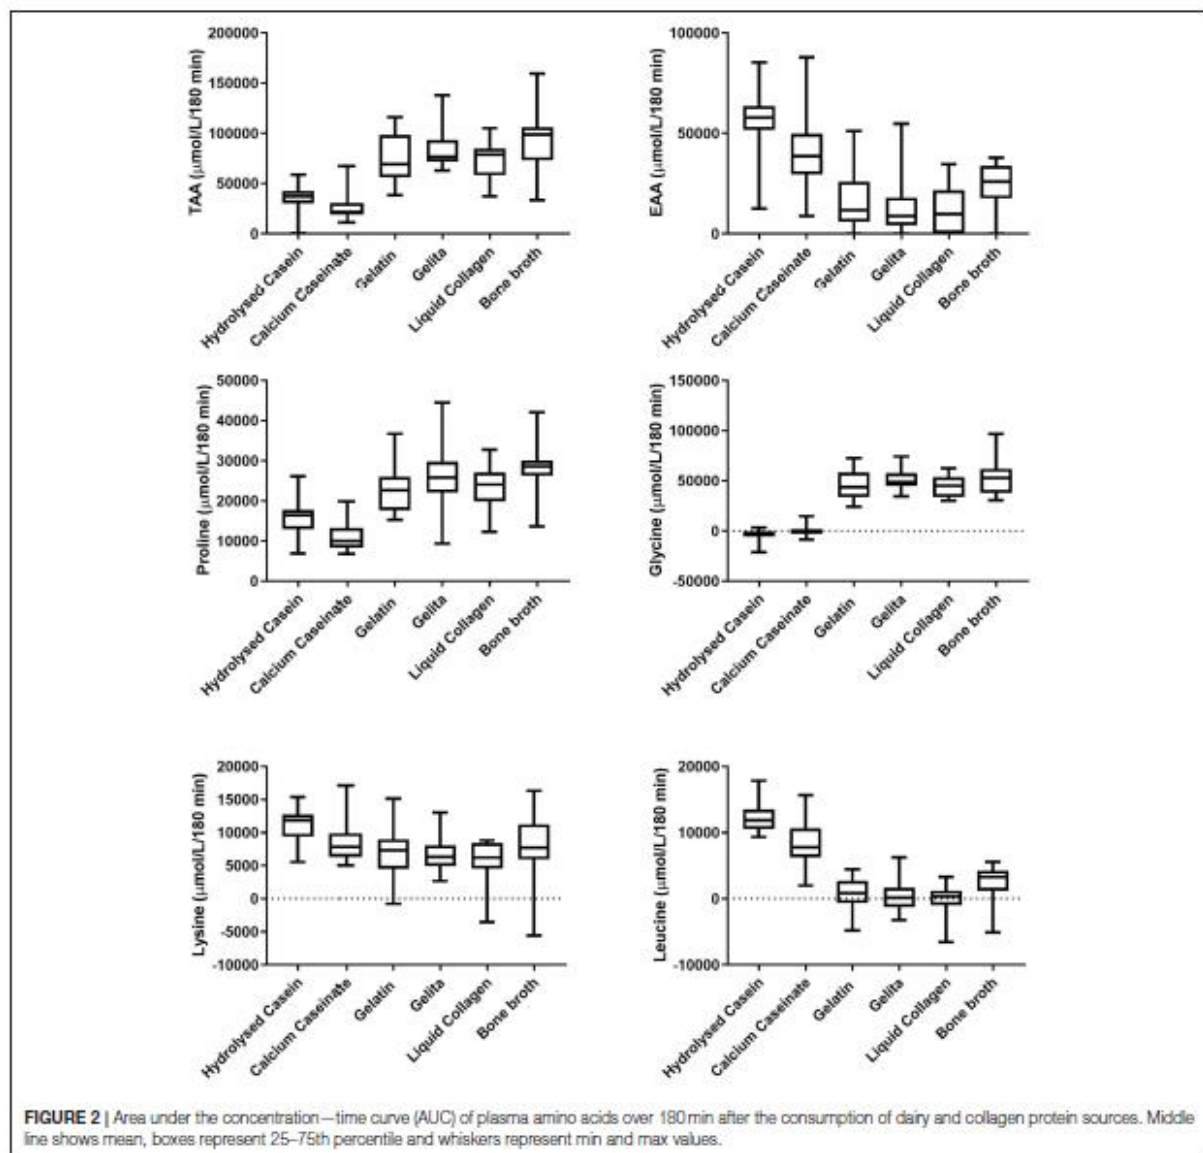 TAA (μmol/L/180 min)
200000
150000
100000
50000
0
Hydrolysed Casein
Calcium Caseinate
Gelatin
Gelita
Liquid Collagen
Bone broth
EAA (μmol/L/180 min)
100000
50000
0
Hydrolysed Casein
Calcium Caseinate
Gelatin
Gelita
Liquid Collagen
Bone broth
Proline (μmol/L/180 min)
50000
40000
30000
20000
10000
0
Hydrolysed Casein
Calcium Caseinate
Gelatin
Gelita
Liquid Collagen
Bone broth
Glycine (μmol/L/180 min)
150000
100000
50000
0
-50000
Hydrolysed Casein
Calcium Caseinate
Gelatin
Gelita
Liquid Collagen
Bone broth
Lysine (μmol/L/180 min)
20000
15000
10000
5000
0
-5000
-10000
Hydrolysed Casein
Calcium Caseinate
Gelatin
Gelita
Liquid Collagen
Bone broth
Leucine (μmol/L/180 min)
20000
10000
0
-10000
Hydrolysed Casein
Calcium Caseinate
Gelatin
Gelita
Liquid Collagen
Bone broth
FIGURE 2 | Area under the concentration—time curve (AUC) of plasma amino acids over 180 min after the consumption of dairy and collagen protein sources. Middle
line shows mean, boxes represent 25–75th percentile and whiskers represent min and max values.